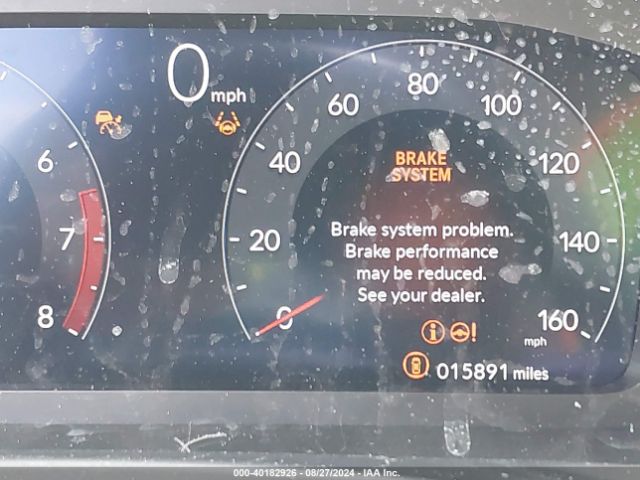 0 mph
6
7
8
0
20
40
60
80
100
120
140
160
mph
BRAKE
SYSTEM
Brake system problem.
Brake performance
may be reduced.
See your dealer.
i
!
015891 miles
000-40182926 - 08/27/2024 - IAA Inc.